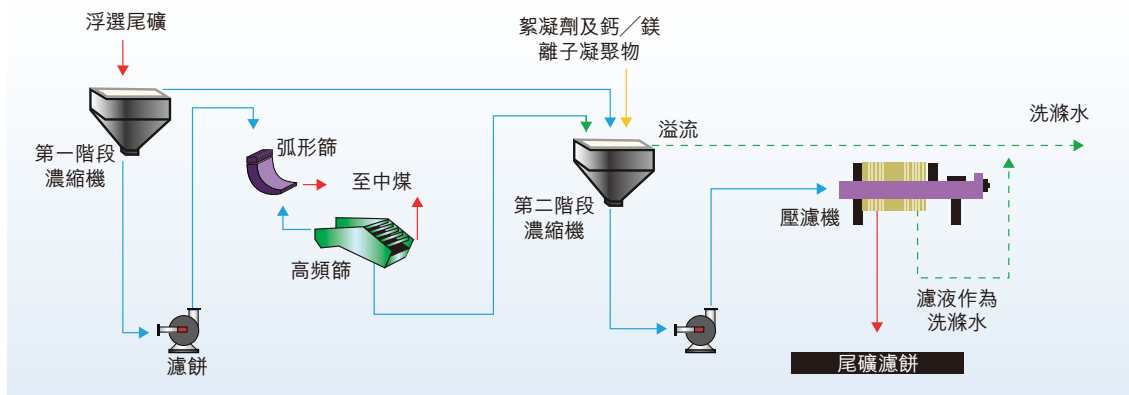 浮選尾礦
第一階段
濃縮機
濾餅
弧形篩
至中煤
高頻篩
絮凝劑及鈣／鎂
離子凝聚物
溢流
第二階段
濃縮機
洗滌水
壓濾機
濾液作為
洗滌水
尾礦濾餅